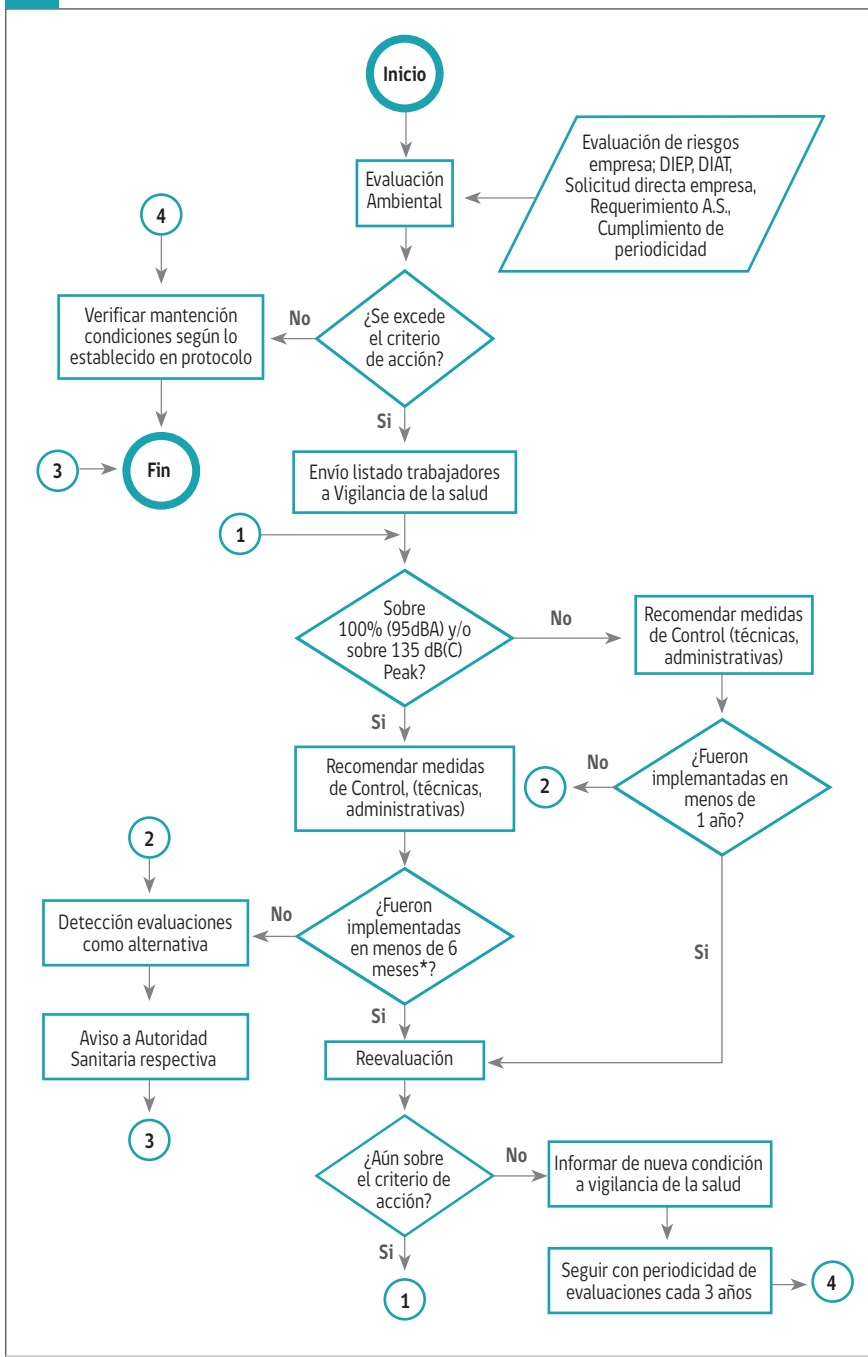 Inicio
Evaluación de riesgos
empresa; DIEP, DIAT,
Solicitud directa empresa,
Requerimiento A.S.,
Cumplimiento de
periodicidad
Evaluación
Ambiental
4
Verificar mantención
condiciones según lo
establecido en protocolo
No
¿Se excede
el criterio
de acción?
Si
3
Fin
Envío listado trabajadores
a Vigilancia de la salud
1
Sobre
100% (95dBA) y/o
sobre 135 dB(C)
Peak?
No
Recomendar medidas
de Control (técnicas,
administrativas)
Si
Recomendar medidas
de Control, (técnicas,
administrativas)
2
No
¿Fueron
implemantadas en
menos de
1 año?
2
Detección evaluaciones
como alternativa
No
¿Fueron
implementadas
en menos de 6
meses*?
Si
Si
Aviso a Autoridad
Sanitaria respectiva
Reevaluación
3
¿Aún sobre
el criterio de
acción?
No
Informar de nueva condición
a vigilancia de la salud
Si
1
Seguir con periodicidad de
evaluaciones cada 3 años
4